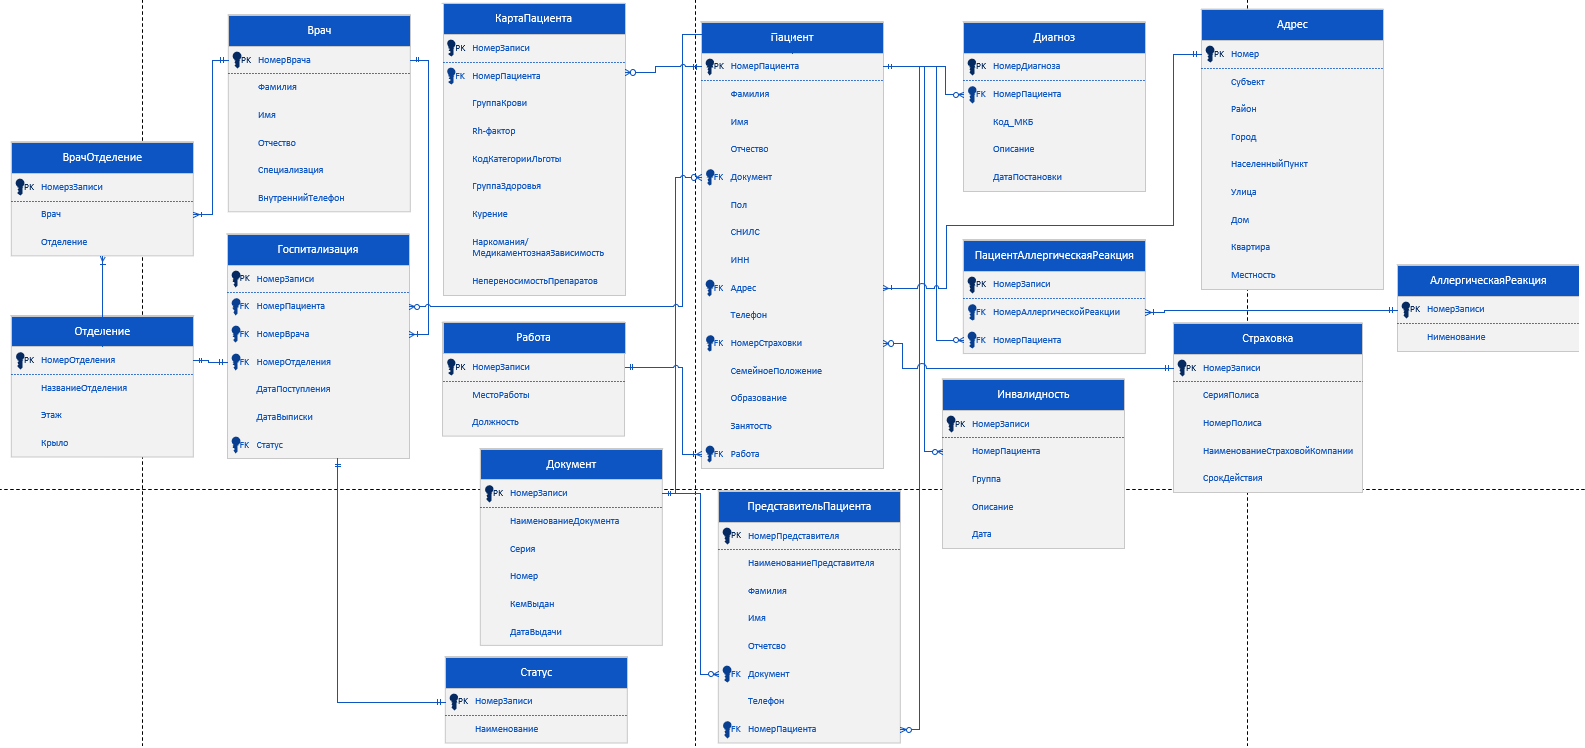 Врач
PK НомерВрача
Фамилия
Имя
Отчество
Специализация
ВнутреннийТелефон
КартаПациента
PK НомерЗаписи
FK НомерПациента
ГруппаКрови
Rh-фактор
КодКатегорииЛьготы
ГруппаЗдоровья
Курение
Наркомания/
МедикаментознаяЗависимость
НепереносимостьПрепаратов
Пациент
PK НомерПациента
Фамилия
Имя
Отчество
FK Документ
Пол
СНИЛС
ИНН
FK Адрес
Телефон
FK НомерСтраховки
СемейноеПоложение
Образование
Занятость
FK Работа
Диагноз
PK НомерДиагноза
FK НомерПациента
Код_МКБ
Описание
ДатаПостановки
Адрес
PK Номер
Субъект
Район
Город
НаселенныйПункт
Улица
Дом
Квартира
Местность
ВрачОтделение
PK НомерзЗаписи
Врач
Отделение
Госпитализация
PK НомерЗаписи
FK НомерПациента
FK НомерВрача
FK НомерОтделения
ДатаПоступления
ДатаВыписки
FK Статус
ПациентАллергическаяРеакция
PK НомерЗаписи
FK НомерАллергическойРеакции
FK НомерПациента
АллергическаяРеакция
PK НомерЗаписи
Нименование
Отделение
PK НомерОтделения
НазваниеОтделения
Этаж
Крыло
Работа
PK НомерЗаписи
МестоРаботы
Должность
Страховка
PK НомерЗаписи
СерияПолиса
НомерПолиса
НаименованиеСтраховойКомпании
СрокДействия
Инвалидность
PK НомерЗаписи
НомерПациента
Группа
Описание
Дата
Документ
PK НомерЗаписи
НаименованиеДокумента
Серия
Номер
КемВыдан
ДатаВыдачи
ПредставительПациента
PK НомерПредставителя
НаименованиеПредставителя
Фамилия
Имя
Отчетсво
FK Документ
Телефон
FK НомерПациента
Статус
PK НомерЗаписи
Наименование